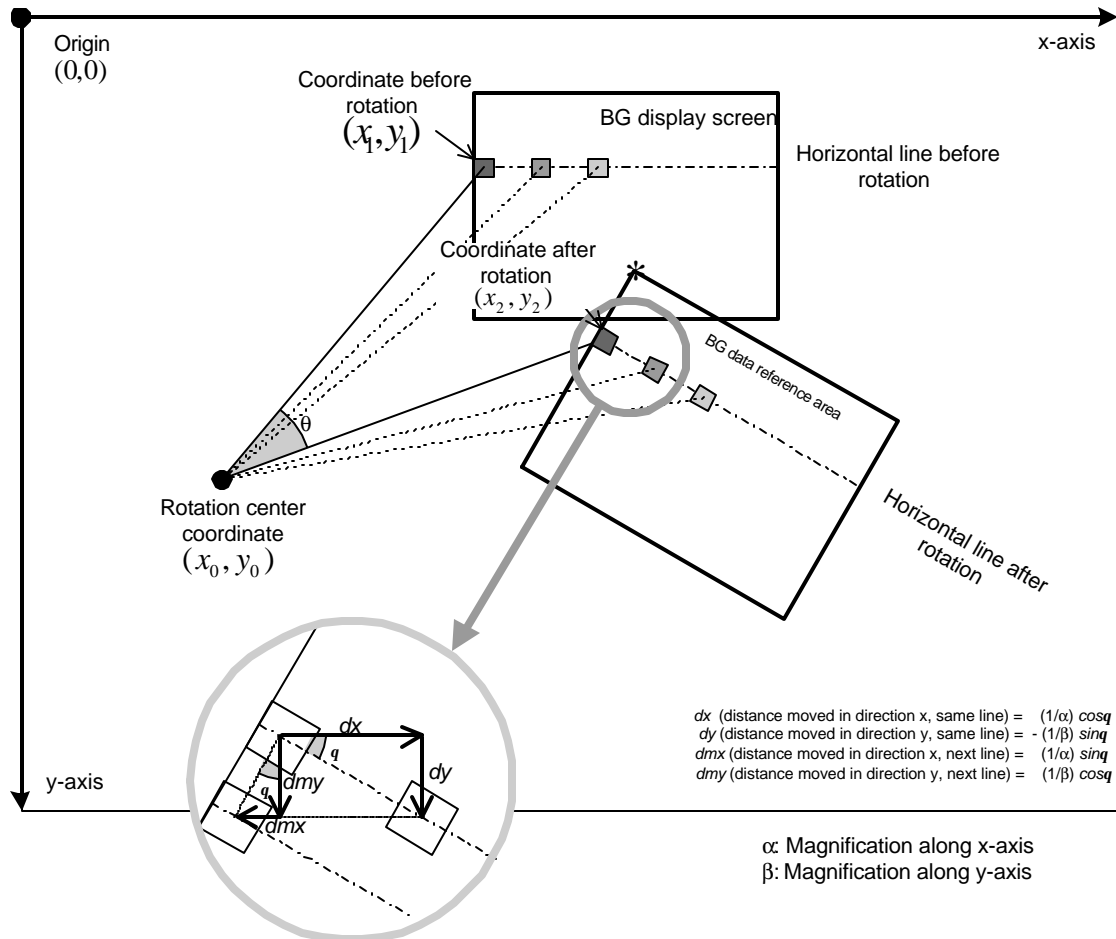 Origin
(0,0)
x-axis
Coordinate before
rotation
(x1, y1)
BG display screen
Horizontal line before
rotation
Coordinate after
rotation
(x2, y2)
*
BG data reference area
θ
Rotation center
coordinate
(x0, y0)
Horizontal line after
rotation
dx
q
dy
dmy
q
dmx
y-axis
dx (distance moved in direction x, same line) = (1/α) cosq
dy (distance moved in direction y, same line) = - (1/β) sinq
dmx (distance moved in direction x, next line) = (1/α) sinq
dmy (distance moved in direction y, next line) = (1/β) cosq
α: Magnification along x-axis
β: Magnification along y-axis